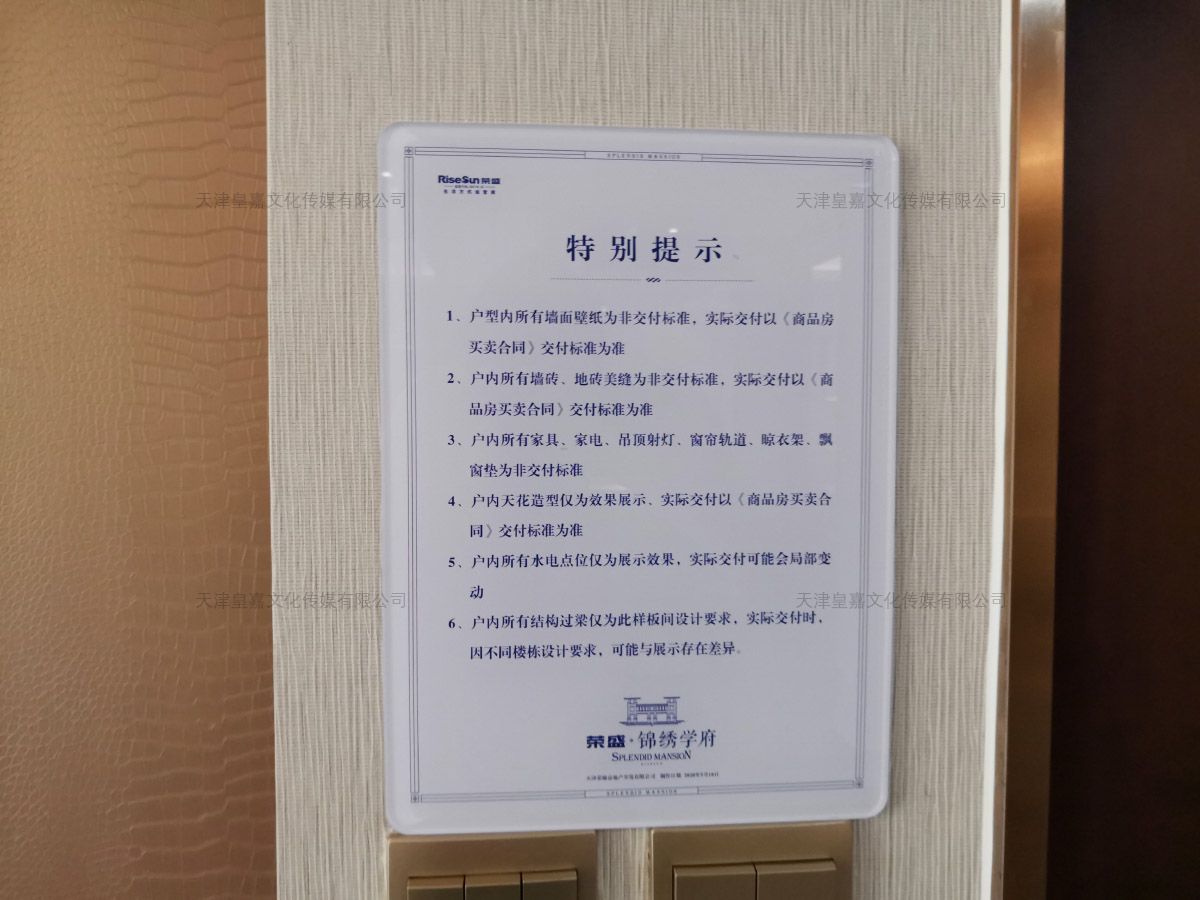 SPLENDID MANSION
RiseSun 荣盛
天津皇嘉文化传媒有限公司
天津皇嘉文化传媒有限公司
特别提示
1、户型内所有墙面壁纸为非交付标准，实际交付以《商品房
买卖合同》交付标准为准
2、户内所有墙砖、地砖美缝为非交付标准，实际交付以《商
品房买卖合同》交付标准为准
3、户内所有家具、家电、吊顶射灯、窗帘轨道、晾衣架、飘
窗垫为非交付标准
4、户内天花造型仅为效果展示、实际交付以《商品房买卖合
同》交付标准为准
5、户内所有水电点位仅为展示效果，实际交付可能会局部变
动
天津皇嘉文化传媒有限公司
天津皇嘉文化传媒有限公司
6、户内所有结构过梁仅为此样板间设计要求，实际交付时，
因不同楼栋设计要求，可能与展示存在差异。
荣盛·锦绣学府
SPLENDID MANSION
SPLENDID MANSION